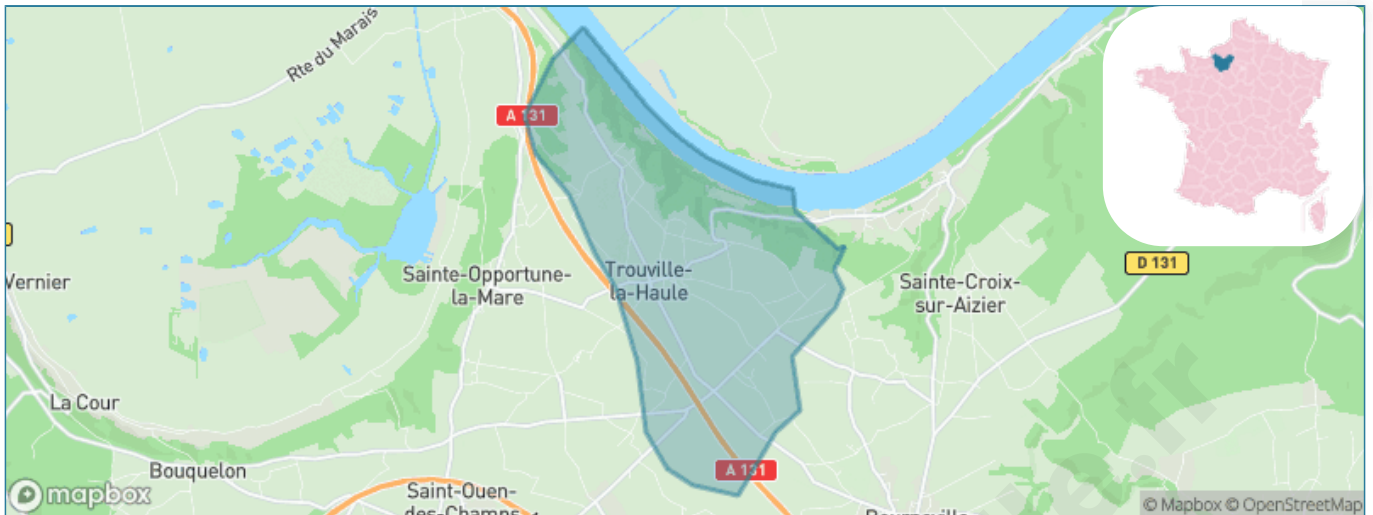 Rte du Marais
A 131
Vernier
Sainte-Opportune-
la-Mare
Trouville-
la-Haule
Sainte-Croix-
sur-Aizier
D 131
La Cour
Bouquelon
A 131
Saint-Ouen-
des-Champs
mapbox
© Mapbox © OpenStreetMap